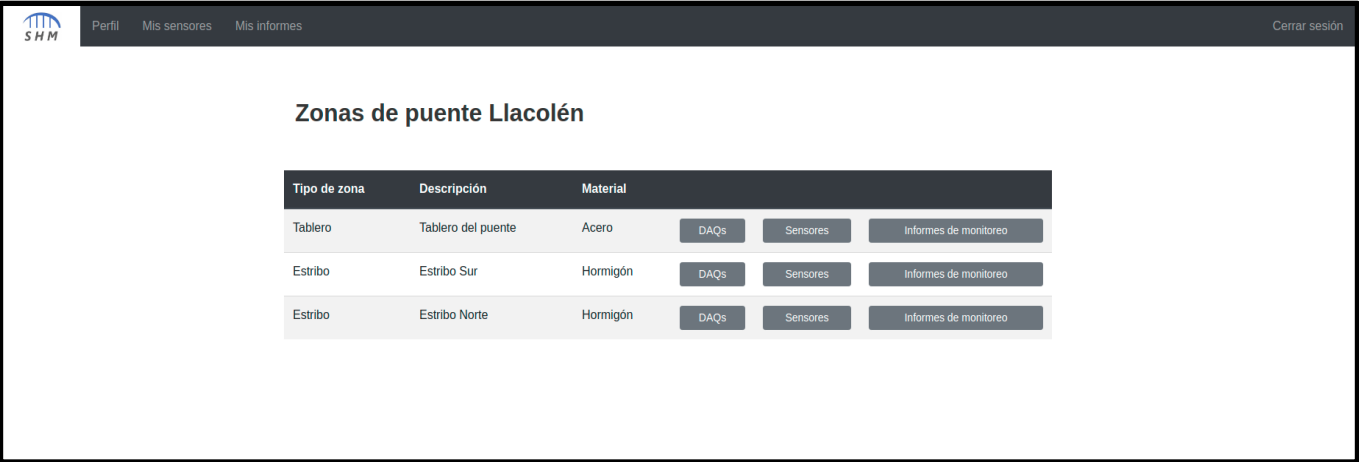 SHM Perfil Mis sensores Mis informes Cerrar sesión
Zonas de puente Llacolén
Tipo de zona Descripción Material
Tablero Tablero del puente Acero DAQs Sensores Informes de monitoreo
Estribo Estribo Sur Hormigón DAQs Sensores Informes de monitoreo
Estribo Estribo Norte Hormigón DAQs Sensores Informes de monitoreo